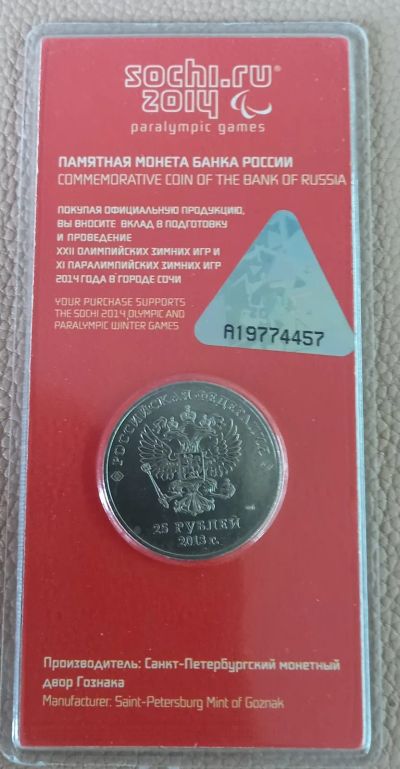 sochi.ru
2014
paralympic games
ПАМЯТНАЯ МОНЕТА БАНКА РОССИИ
COMMEMORATIVE COIN OF THE BANK OF RUSSIA
ПОКУПАЯ ОФИЦИАЛЬНУЮ ПРОДУКЦИЮ,
ВЫ ВНОСИТЕ ВКЛАД В ПОДГОТОВКУ
И ПРОВЕДЕНИЕ
XXII ОЛИМПИЙСКИХ ЗИМНИХ ИГР И
XI ПАРАЛИМПИЙСКИХ ЗИМНИХ ИГР
2014 ГОДА В ГОРОДЕ СОЧИ
YOUR PURCHASE SUPPORTS
THE SOCHI 2014 OLYMPIC AND
PARALYMPIC WINTER GAMES
A19774457
РОССИЙСКАЯ ФЕДЕРАЦИЯ
25 РУБЛЕЙ
2013 г.
Производитель: Санкт-Петербургский монетный
двор Гознака
Manufacturer: Saint-Petersburg Mint of Goznak